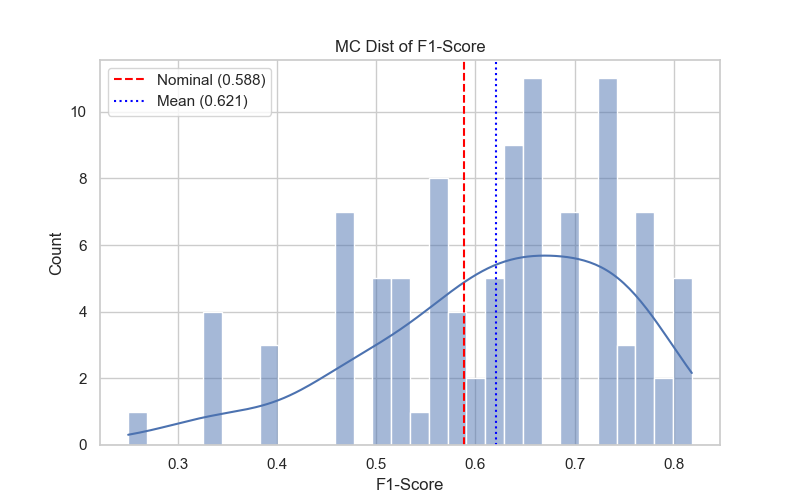 MC Dist of F1-Score
Nominal (0.588)
Mean (0.621)
Count
10
8
6
4
2
0
0.3 0.4 0.5 0.6 0.7 0.8
F1-Score